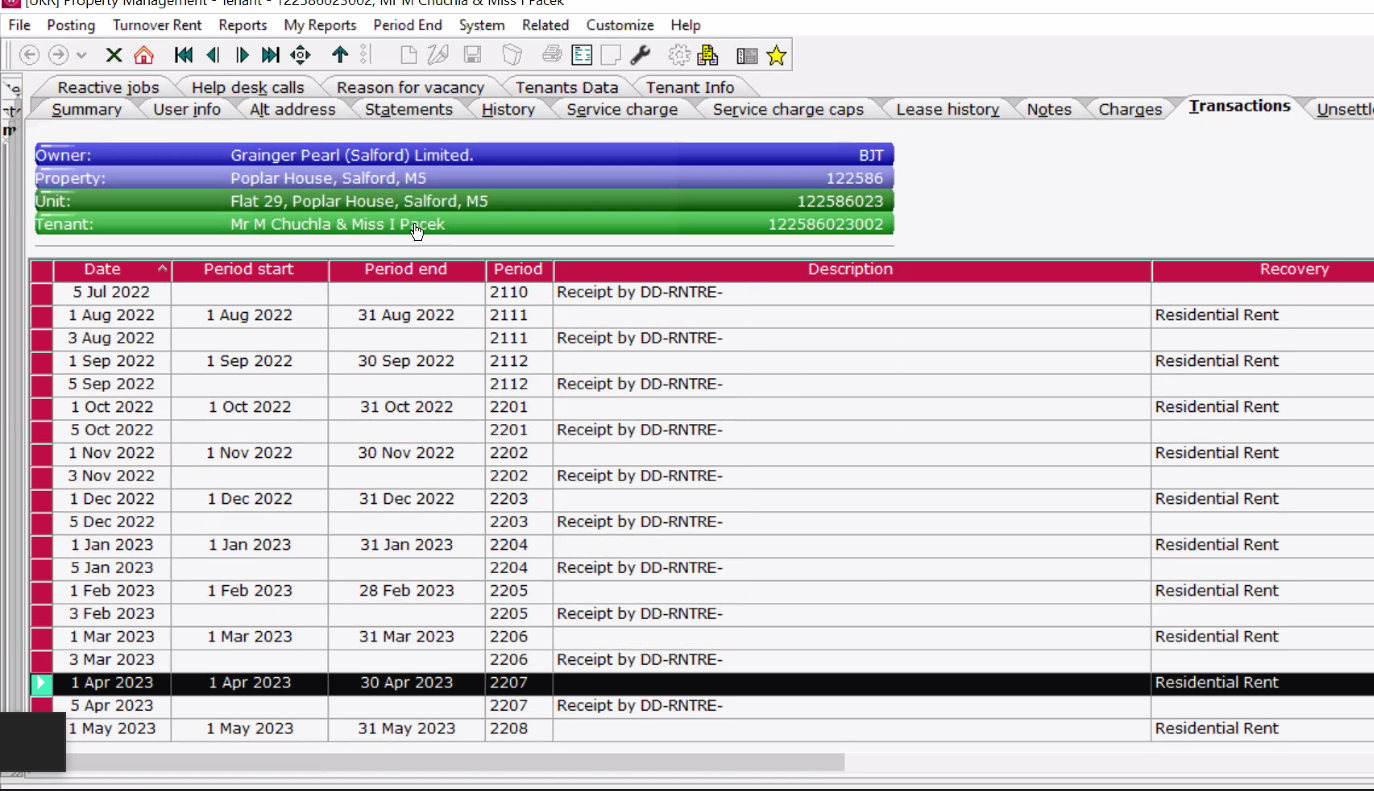 [UKR] Property Management - Tenant - 122586023002, Mr M Chuchla & Miss I Pacek
File Posting Turnover Rent Reports My Reports Period End System Related Customize Help
Reactive jobs Help desk calls Reason for vacancy Tenants Data Tenant Info
Summary User info Alt address Statements History Service charge Service charge caps Lease history Notes Charges Transactions Unsettl
Owner: Grainger Pearl (Salford) Limited. BJT
Property: Poplar House, Salford, M5 122586
Unit: Flat 29, Poplar House, Salford, M5 122586023
Tenant: Mr M Chuchla & Miss I Pacek 122586023002
Date Period start Period end Period Description Recovery
5 Jul 2022 2110 Receipt by DD-RNTRE-
1 Aug 2022 1 Aug 2022 31 Aug 2022 2111 Residential Rent
3 Aug 2022 2111 Receipt by DD-RNTRE-
1 Sep 2022 1 Sep 2022 30 Sep 2022 2112 Residential Rent
5 Sep 2022 2112 Receipt by DD-RNTRE-
1 Oct 2022 1 Oct 2022 31 Oct 2022 2201 Residential Rent
5 Oct 2022 2201 Receipt by DD-RNTRE-
1 Nov 2022 1 Nov 2022 30 Nov 2022 2202 Residential Rent
3 Nov 2022 2202 Receipt by DD-RNTRE-
1 Dec 2022 1 Dec 2022 31 Dec 2022 2203 Residential Rent
5 Dec 2022 2203 Receipt by DD-RNTRE-
1 Jan 2023 1 Jan 2023 31 Jan 2023 2204 Residential Rent
5 Jan 2023 2204 Receipt by DD-RNTRE-
1 Feb 2023 1 Feb 2023 28 Feb 2023 2205 Residential Rent
3 Feb 2023 2205 Receipt by DD-RNTRE-
1 Mar 2023 1 Mar 2023 31 Mar 2023 2206 Residential Rent
3 Mar 2023 2206 Receipt by DD-RNTRE-
1 Apr 2023 1 Apr 2023 30 Apr 2023 2207 Residential Rent
5 Apr 2023 2207 Receipt by DD-RNTRE-
1 May 2023 1 May 2023 31 May 2023 2208 Residential Rent